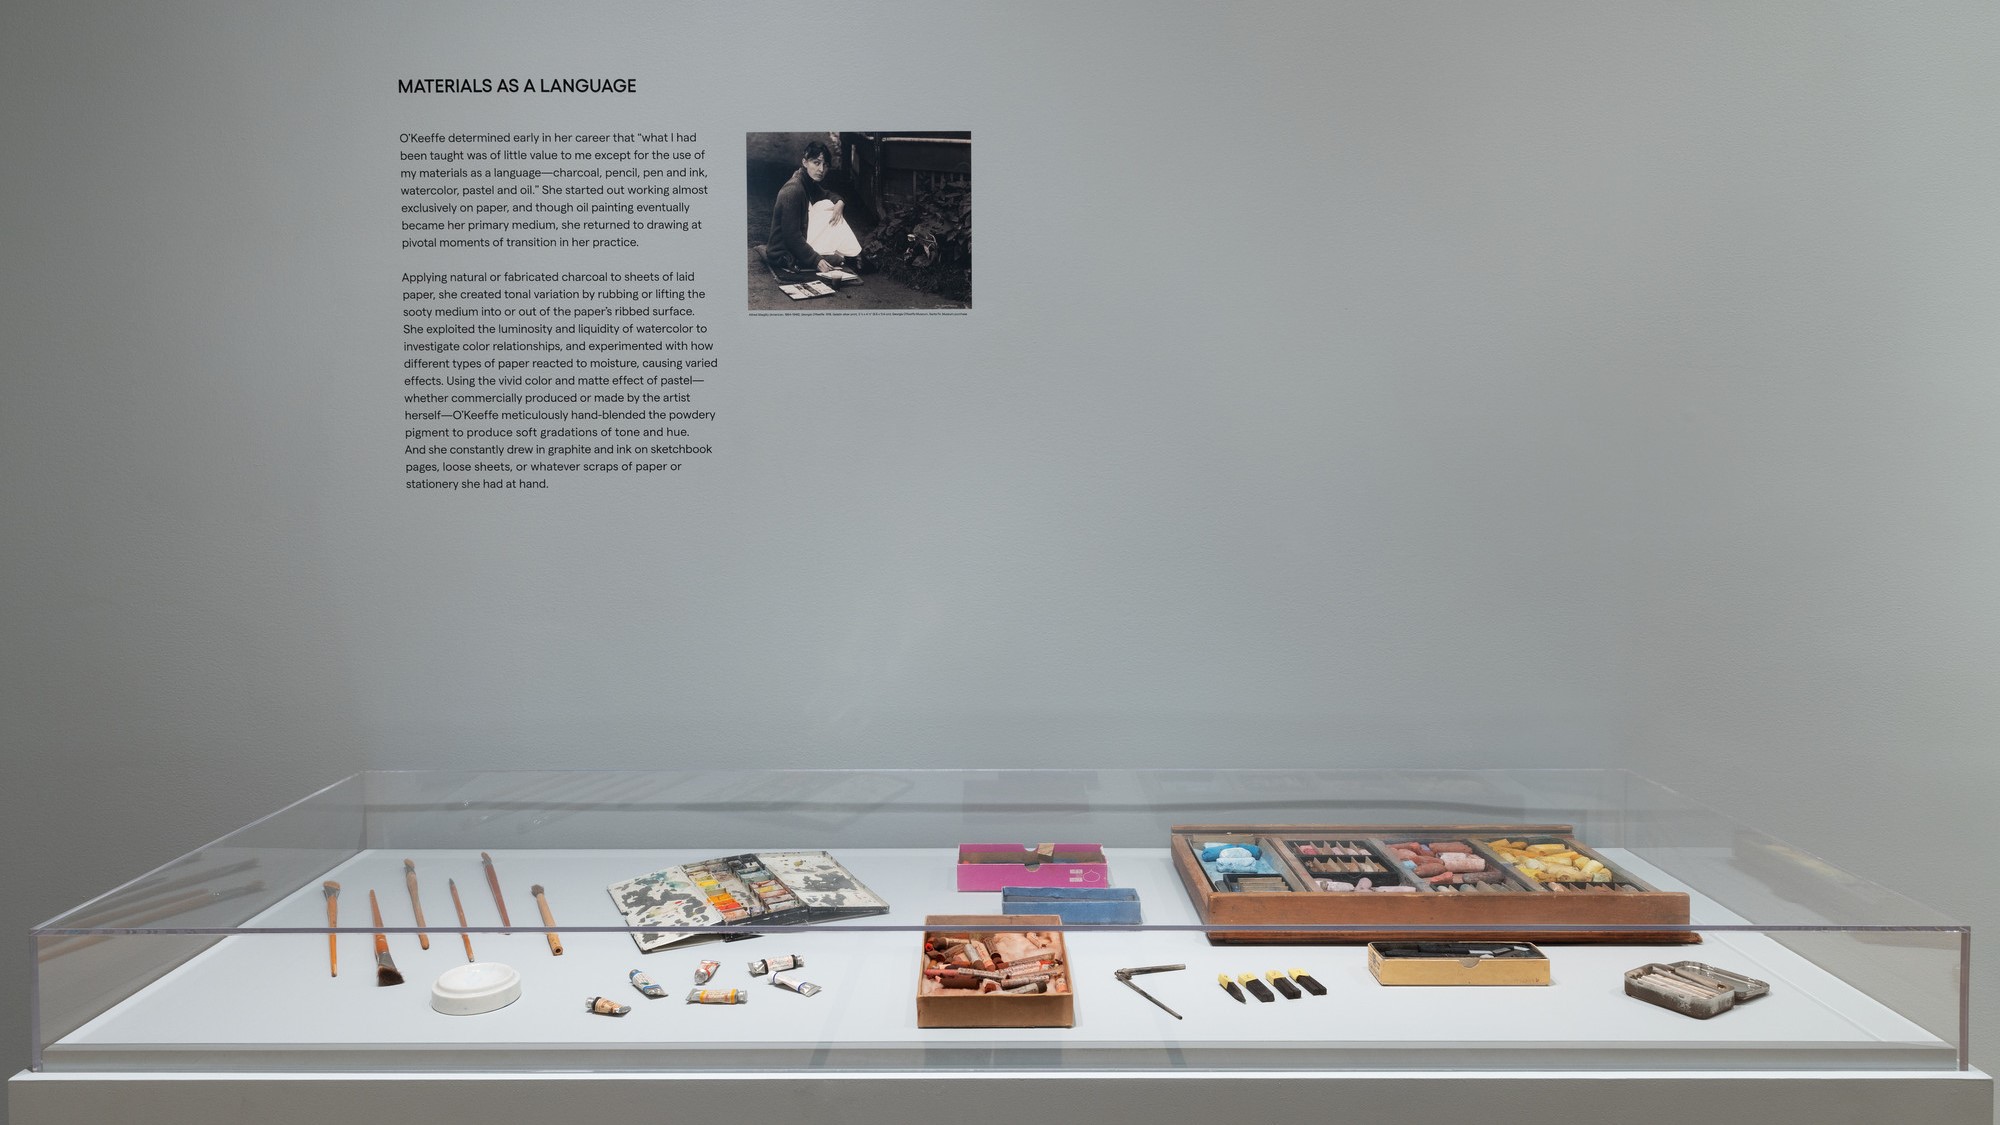 MATERIALS AS A LANGUAGE
O'Keeffe determined early in her career that “what I had
been taught was of little value to me except for the use of
my materials as a language—charcoal, pencil, pen and ink,
watercolor, pastel and oil.” She started out working almost
exclusively on paper, and though oil painting eventually
became her primary medium, she returned to drawing at
pivotal moments of transition in her practice.
Applying natural or fabricated charcoal to sheets of laid
paper, she created tonal variation by rubbing or lifting the
sooty medium into or out of the paper's ribbed surface.
She exploited the luminosity and liquidity of watercolor to
investigate color relationships, and experimented with how
different types of paper reacted to moisture, causing varied
effects. Using the vivid color and matte effect of pastel—
whether commercially produced or made by the artist
herself—O'Keeffe meticulously hand-blended the powdery
pigment to produce soft gradations of tone and hue.
And she constantly drew in graphite and ink on sketchbook
pages, loose sheets, or whatever scraps of paper or
stationery she had at hand.